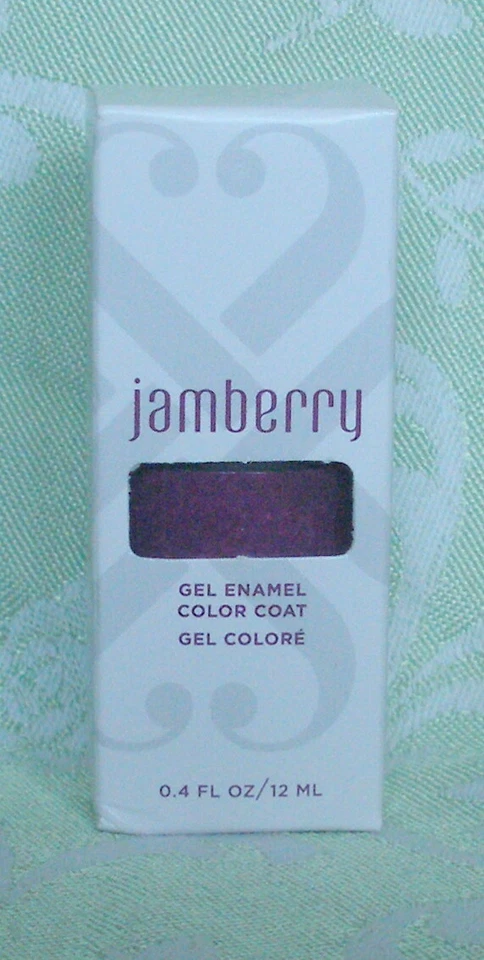 jamberry
GEL ENAMEL
COLOR COAT
GEL COLORÉ
0.4 FL OZ/12 ML